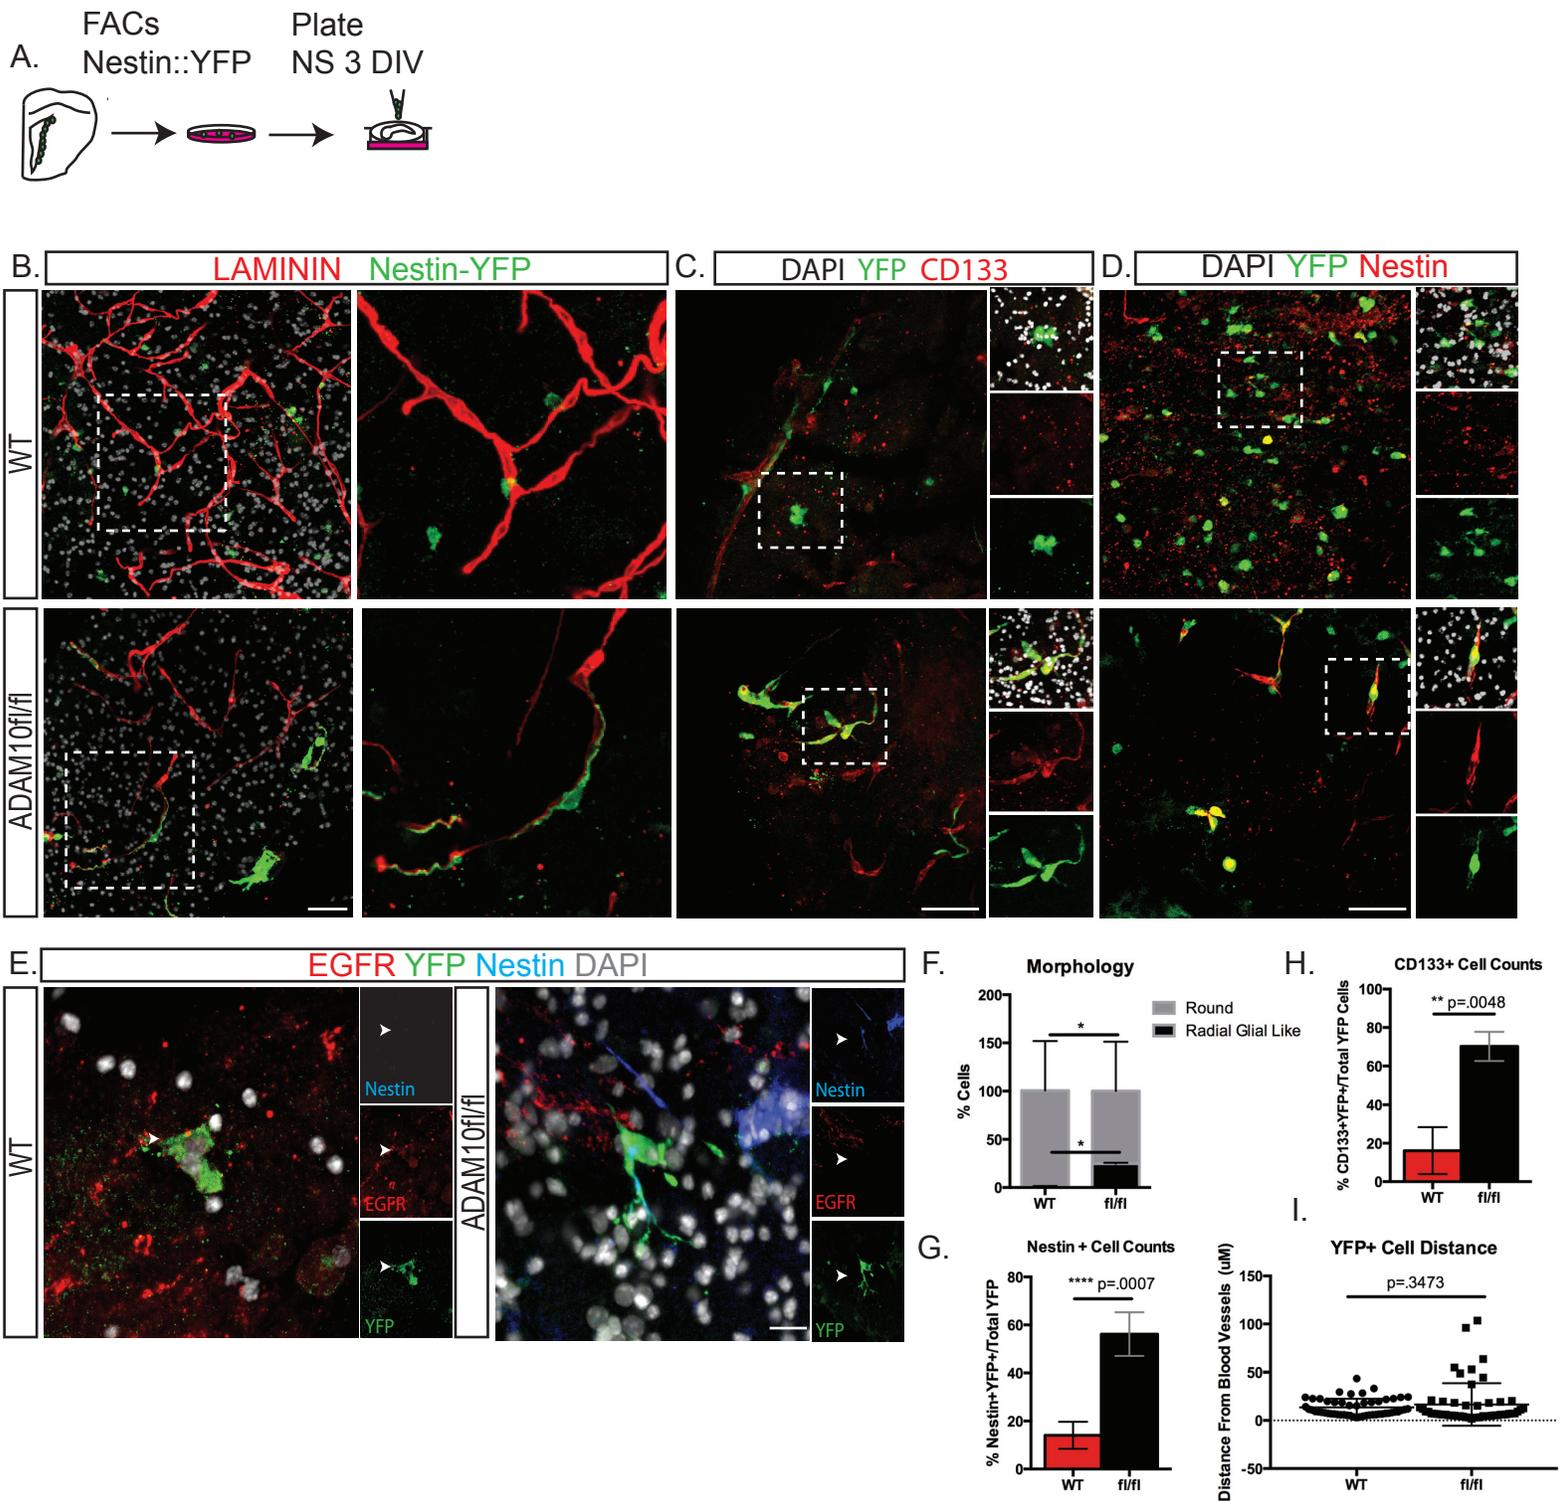 A.
FACs
Nestin::YFP
Plate
NS 3 DIV
B.
LAMININ Nestin-YFP
C.
DAPI YFP CD133
D.
DAPI YFP Nestin
WT
ADAM10fl/fl
E.
EGFR YFP Nestin DAPI
WT
Nestin
EGFR
YFP
ADAM10fl/fl
Nestin
EGFR
YFP
F.
Morphology
% Cells
200
150
100
50
0
*
*
WT
fl/fl
Round
Radial Glial Like
G.
Nestin + Cell Counts
% Nestin+YFP+/Total YFP
80
60
40
20
0
**** p=.0007
WT
fl/fl
H.
CD133+ Cell Counts
% CD133+YFP+/Total YFP Cells
100
80
60
40
20
0
** p=.0048
WT
fl/fl
I.
YFP+ Cell Distance
Distance From Blood Vessels (uM)
150
100
50
0
-50
p=.3473
WT
fl/fl